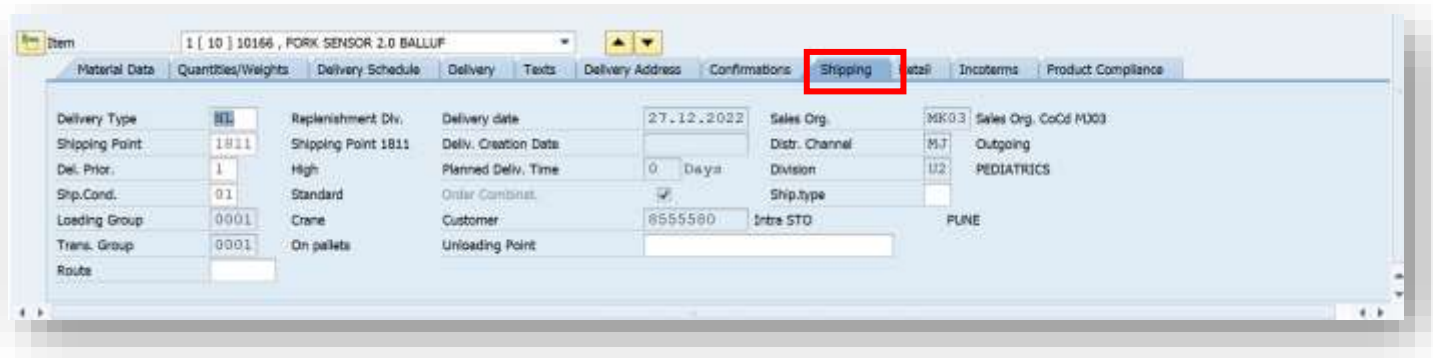 Item 1 [ 10 ] 10166 , FORK SENSOR 2.0 BALLUF
Material Data Quantities/Weights Delivery Schedule Delivery Texts Delivery Address Confirmations Shipping Retail Incoterms Product Compliance
Delivery Type NL Replenishment Dlv. Delivery date 27.12.2022 Sales Org. MK03 Sales Org. CoCd MJ03
Shipping Point 1811 Shipping Point 1811 Deliv. Creation Date Distr. Channel MJ Outgoing
Del. Prior. 1 High Planned Deliv. Time 0 Days Division U2 PEDIATRICS
Shp.Cond. 01 Standard Order Combinat. Ship.type
Loading Group 0001 Crane Customer 8555580 Intra STO PUNE
Trans. Group 0001 On pallets Unloading Point
Route